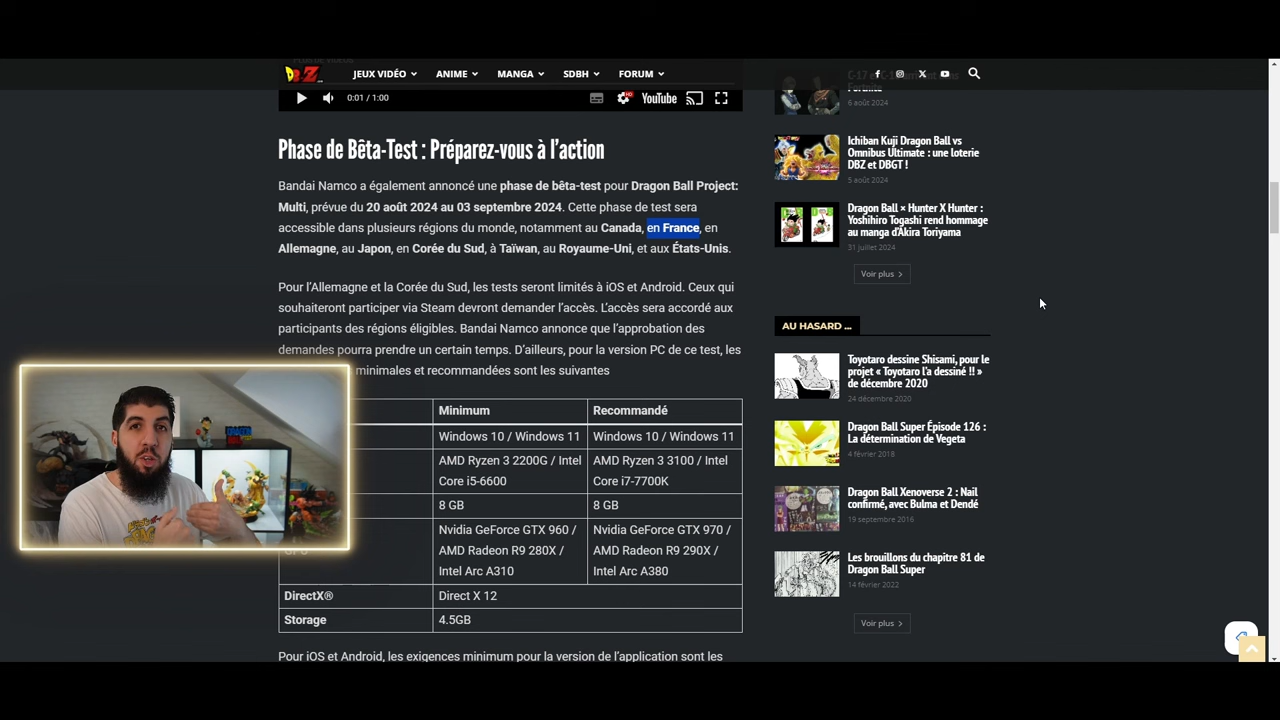 JEUX VIDÉO
ANIME
MANGA
SDBH
FORUM
0:01 / 1:00
YouTube
Phase de Bêta-Test : Préparez-vous à l'action
Bandai Namco a également annoncé une phase de bêta-test pour Dragon Ball Project:
Multi, prévue du 20 août 2024 au 03 septembre 2024. Cette phase de test sera
accessible dans plusieurs régions du monde, notamment au Canada, en France, en
Allemagne, au Japon, en Corée du Sud, à Taïwan, au Royaume-Uni, et aux États-Unis.
Pour l'Allemagne et la Corée du Sud, les tests seront limités à iOS et Android. Ceux qui
souhaiteront participer via Steam devront demander l'accès. L'accès sera accordé aux
participants des régions éligibles. Bandai Namco annonce que l'approbation des
demandes pourra prendre un certain temps. D'ailleurs, pour la version PC de ce test, les
minimales et recommandées sont les suivantes
Minimum
Recommandé
Windows 10 / Windows 11
Windows 10 / Windows 11
AMD Ryzen 3 2200G / Intel
Core i5-6600
AMD Ryzen 3 3100 / Intel
Core i7-7700K
8 GB
8 GB
Nvidia GeForce GTX 960 /
AMD Radeon R9 280X /
Intel Arc A310
Nvidia GeForce GTX 970 /
AMD Radeon R9 290X /
Intel Arc A380
DirectX®
Direct X 12
Storage
4.5GB
Pour iOS et Android, les exigences minimum pour la version de l'application sont les
6 août 2024
Ichiban Kuji Dragon Ball vs
Omnibus Ultimate : une loterie
DBZ et DBGT !
5 août 2024
Dragon Ball × Hunter X Hunter :
Yoshihiro Togashi rend hommage
au manga d'Akira Toriyama
31 juillet 2024
Voir plus
AU HASARD ...
Toyotaro dessine Shisami, pour le
projet « Toyotaro l'a dessiné !! »
de décembre 2020
24 décembre 2020
Dragon Ball Super Épisode 126 :
La détermination de Vegeta
4 février 2018
Dragon Ball Xenoverse 2 : Nail
confirmé, avec Bulma et Dendé
19 septembre 2016
Les brouillons du chapitre 81 de
Dragon Ball Super
14 février 2022
Voir plus